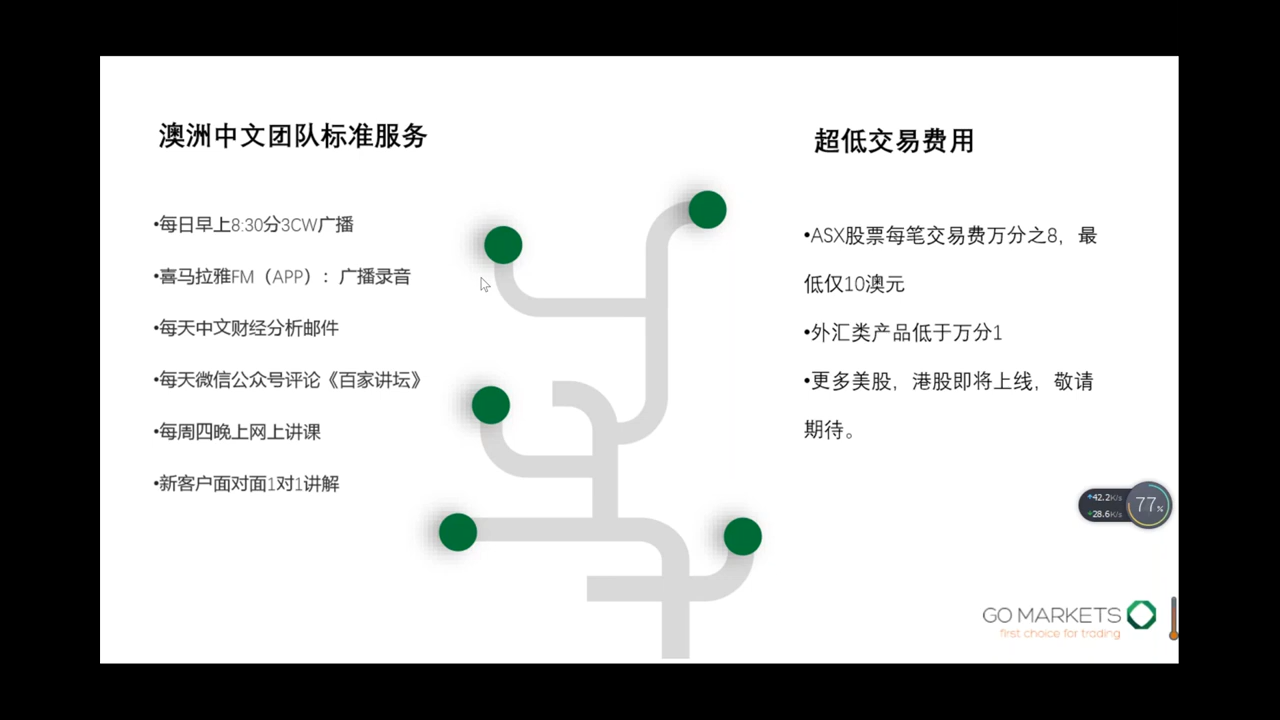 澳洲中文团队标准服务
•每日早上8:30分3CW广播
•喜马拉雅FM（APP）：广播录音
•每天中文财经分析邮件
•每天微信公众号评论《百家讲坛》
•每周四晚上网上讲课
•新客户面对面1对1讲解
超低交易费用
•ASX股票每笔交易费万分之8，最
低仅10澳元
•外汇类产品低于万分1
•更多美股，港股即将上线，敬请
期待。
42.2K/s
28.6K/s
77%
GO MARKETS
first choice for trading